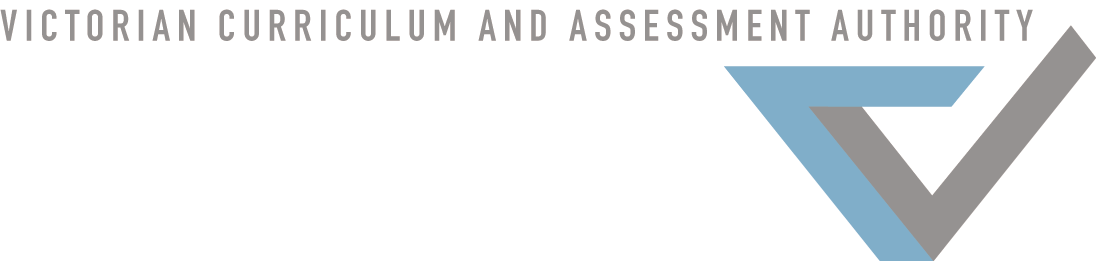 VICTORIAN CURRICULUM AND ASSESSMENT AUTHORITY